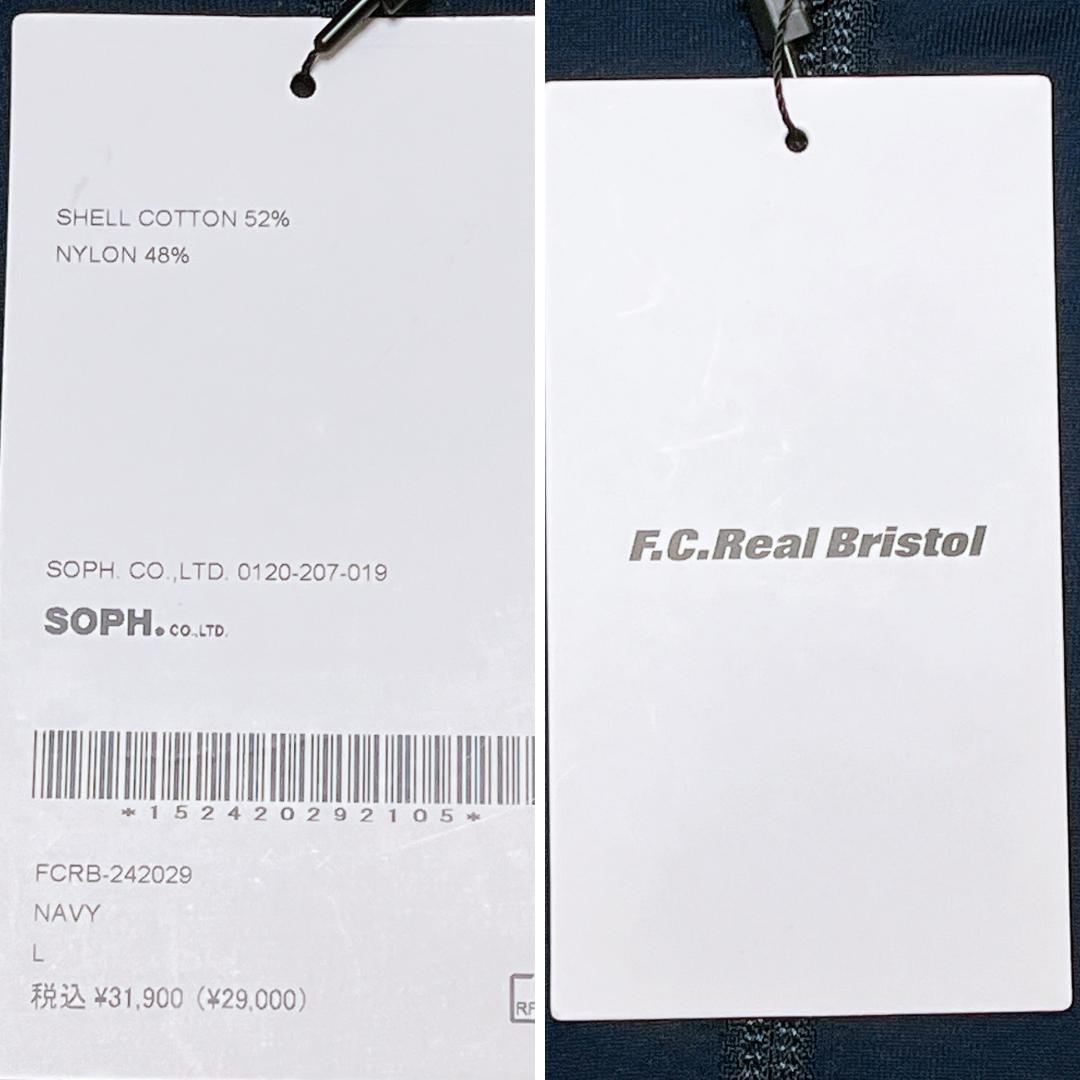 SHELL COTTON 52%
NYLON 48%
SOPH. CO.,LTD. 0120-207-019
SOPH. CO.,LTD.
*152420292105*
FCRB-242029
NAVY
L
税込 ¥31,900 (¥29,000)
RF
F.C.Real Bristol